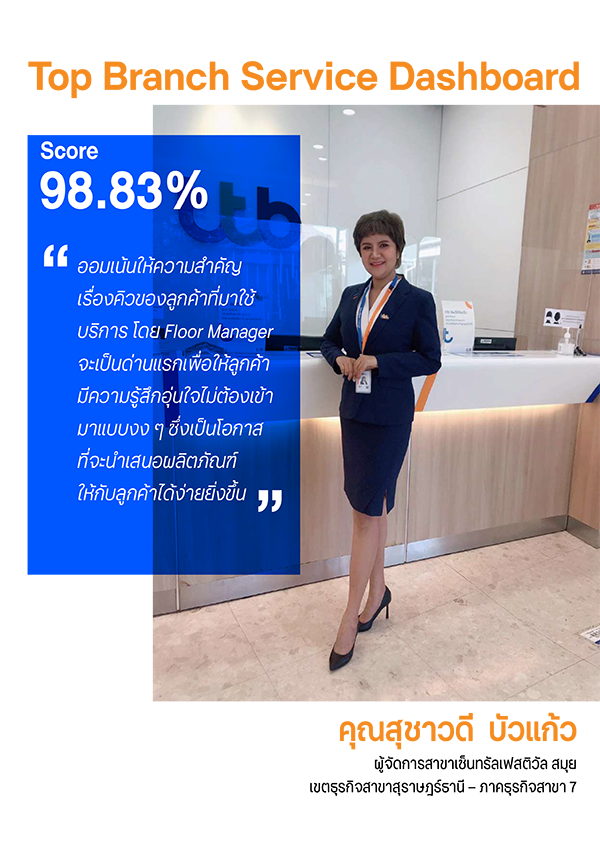 Top Branch Service Dashboard
Score
98.83%
ttb
“ ออมเน้นให้ความสำคัญ
เรื่องคิวของลูกค้าที่มาใช้
บริการ โดย Floor Manager
จะเป็นด่านแรกเพื่อให้ลูกค้า
มีความรู้สึกอุ่นใจไม่ต้องเข้า
มาแบบงง ๆ ซึ่งเป็นโอกาส
ที่จะนำเสนอผลิตภัณฑ์
ให้กับลูกค้าได้ง่ายยิ่งขึ้น ”
คุณสุชาวดี บัวแก้ว
ผู้จัดการสาขาเซ็นทรัลเฟสติวัล สมุย
เขตธุรกิจสาขาสุราษฎร์ธานี – ภาคธุรกิจสาขา 7